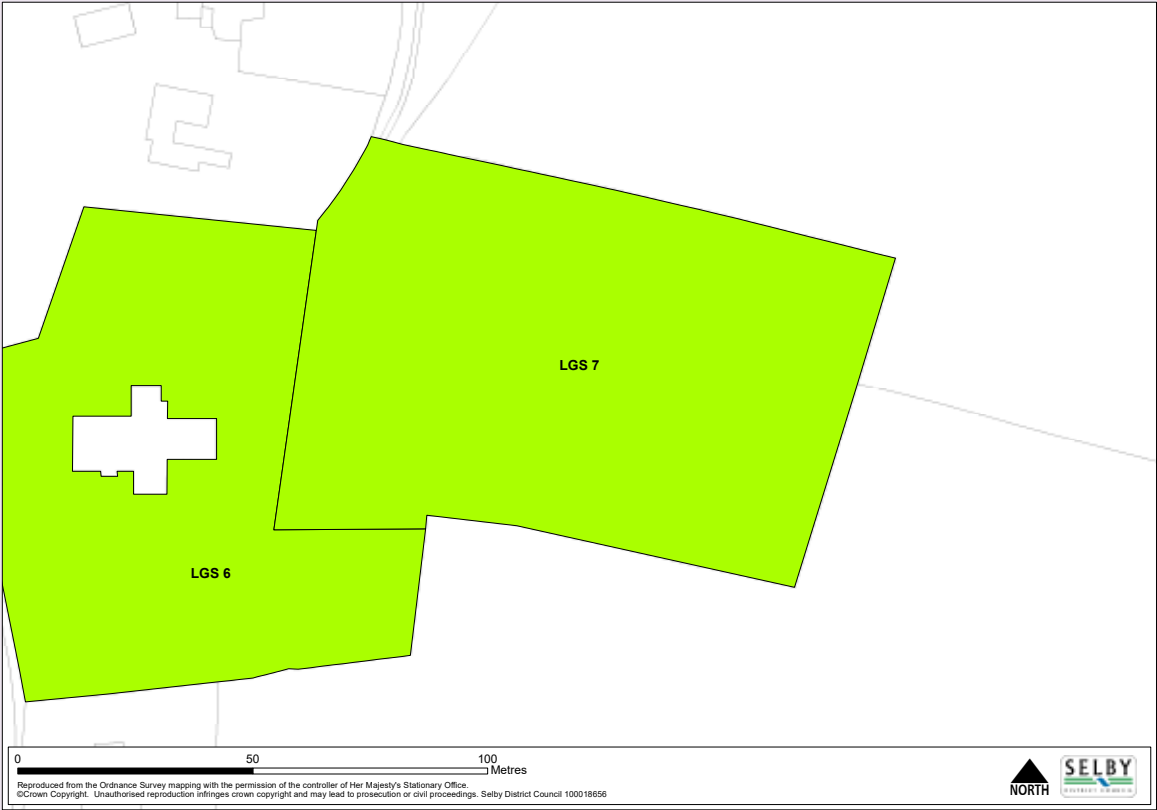 LGS 7
LGS 6
0 50 100
Metres
Reproduced from the Ordnance Survey mapping with the permission of the controller of Her Majesty's Stationary Office.
©Crown Copyright. Unauthorised reproduction infringes crown copyright and may lead to prosecution or civil proceedings. Selby District Council 100018656
NORTH
SELBY
DISTRICT COUNCIL